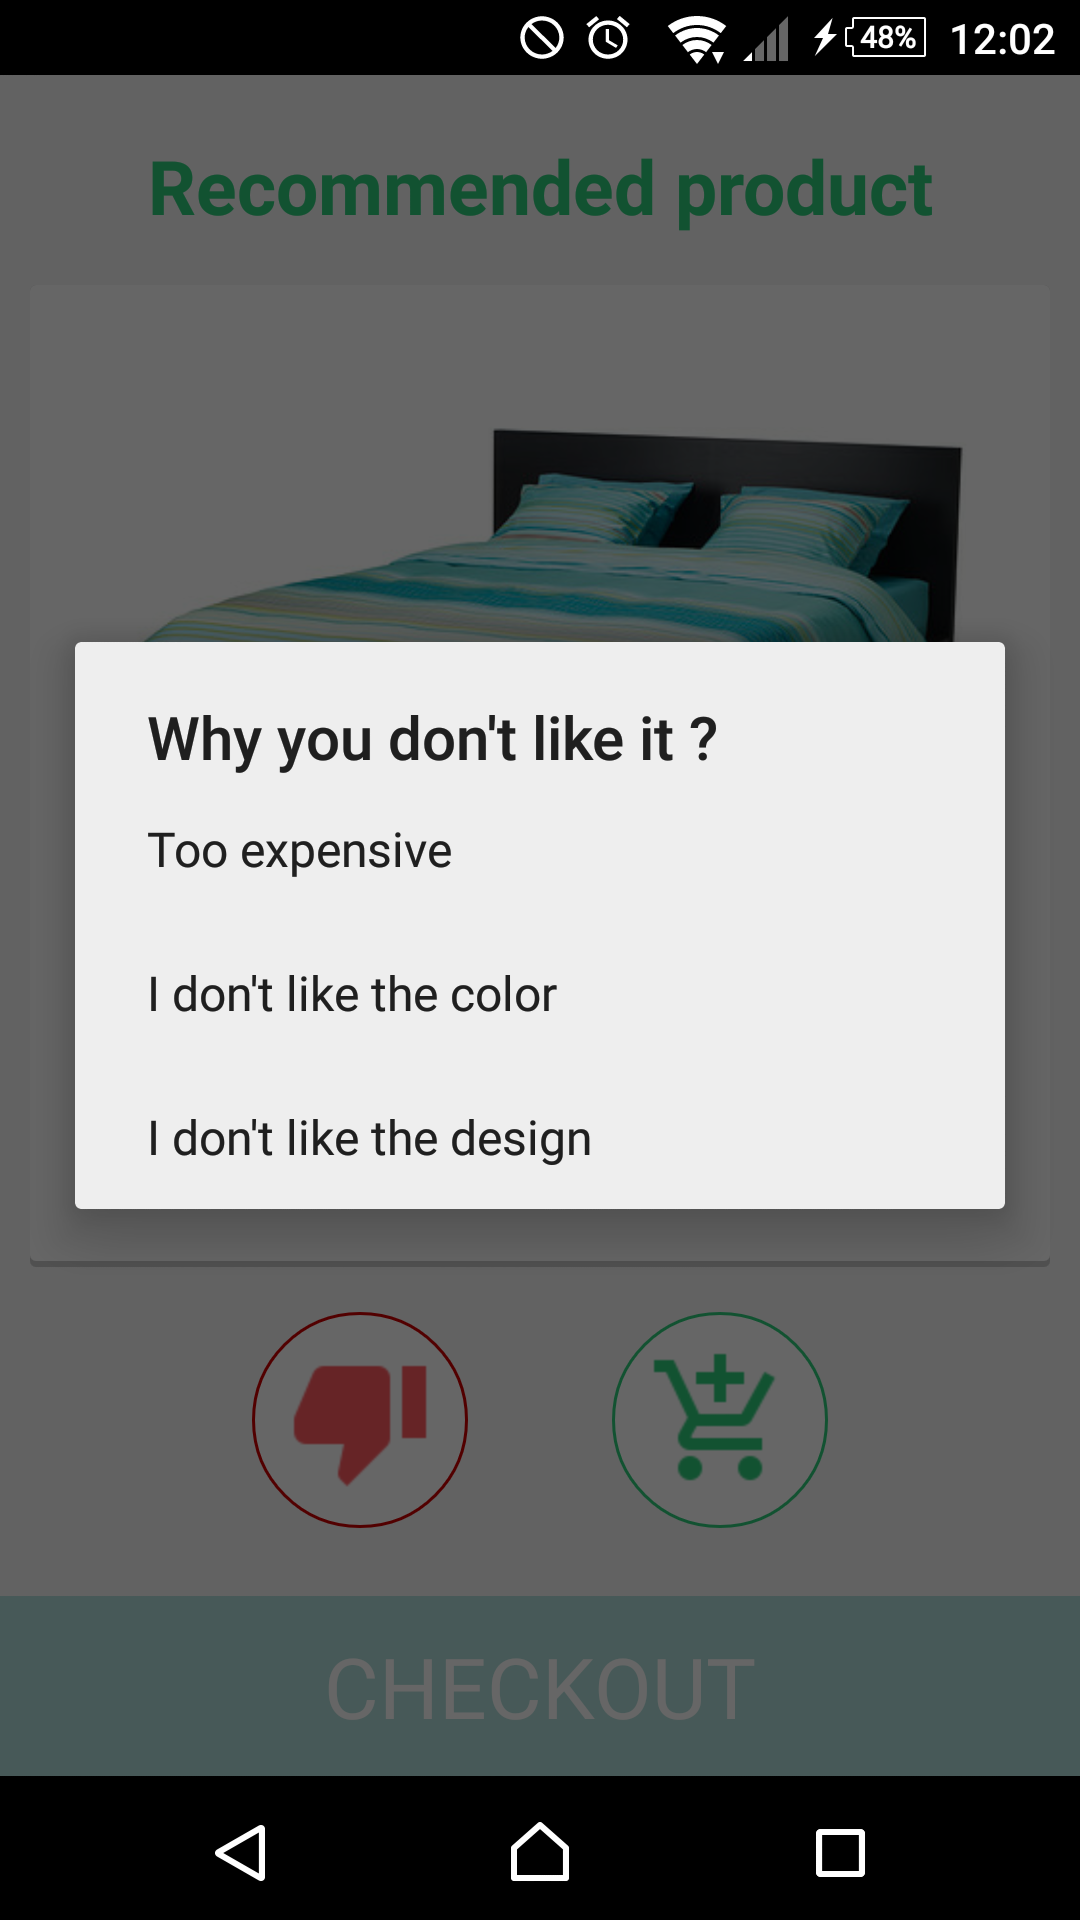 48% 12:02
Recommended product
Why you don't like it ?
Too expensive
I don't like the color
I don't like the design
CHECKOUT